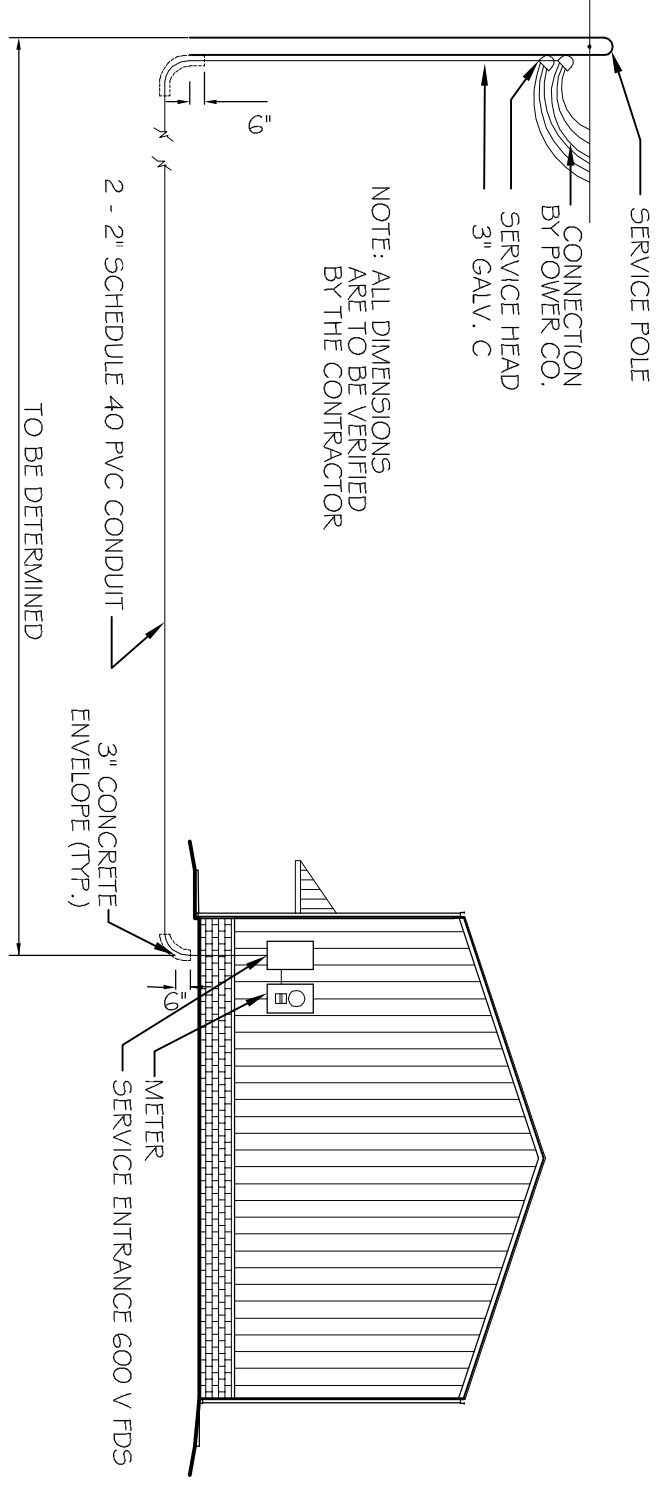 SERVICE POLE
CONNECTION
BY POWER CO.
SERVICE HEAD
3" GALV. C
6"
NOTE: ALL DIMENSIONS
ARE TO BE VERIFIED
BY THE CONTRACTOR
2 - 2" SCHEDULE 40 PVC CONDUIT
TO BE DETERMINED
3" CONCRETE
ENVELOPE (TYP.)
6"
METER
SERVICE ENTRANCE 600 V FDS